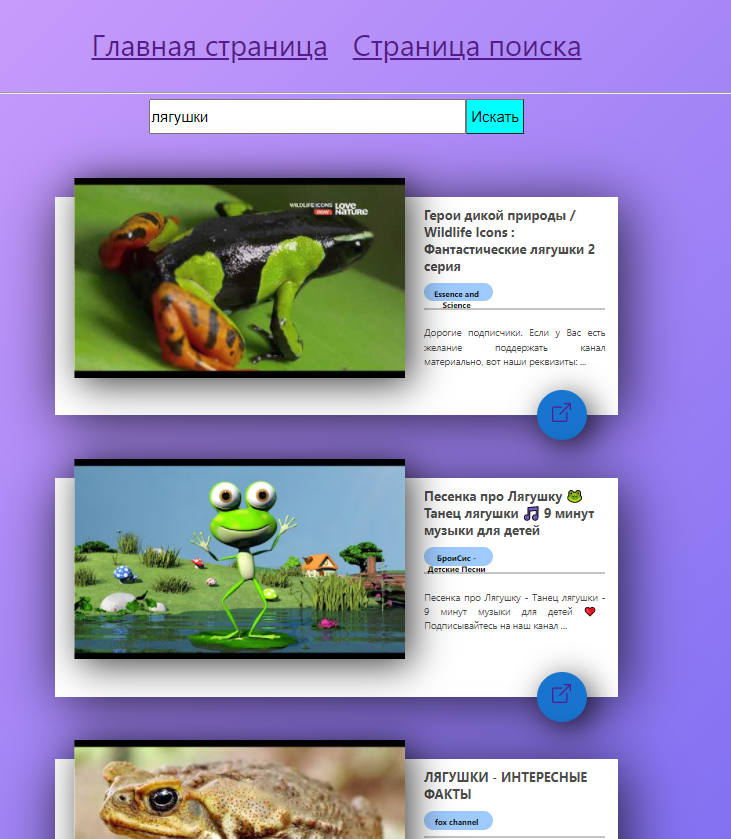 Главная страница Страница поиска
лягушки Искать
WILDLIFE ICONS LOVE
now NATURE
Герои дикой природы /
Wildlife Icons :
Фантастические лягушки 2
серия
Essence and
Science
Дорогие подписчики. Если у Вас есть
желание поддержать канал
материально, вот наши реквизиты: ...
Песенка про Лягушку 🐸
Танец лягушки 🎵 9 минут
музыки для детей
БроиСис -
Детские Песни
Песенка про Лягушку - Танец лягушки -
9 минут музыки для детей ❤️
Подписывайтесь на наш канал ...
ЛЯГУШКИ - ИНТЕРЕСНЫЕ
ФАКТЫ
fox channel